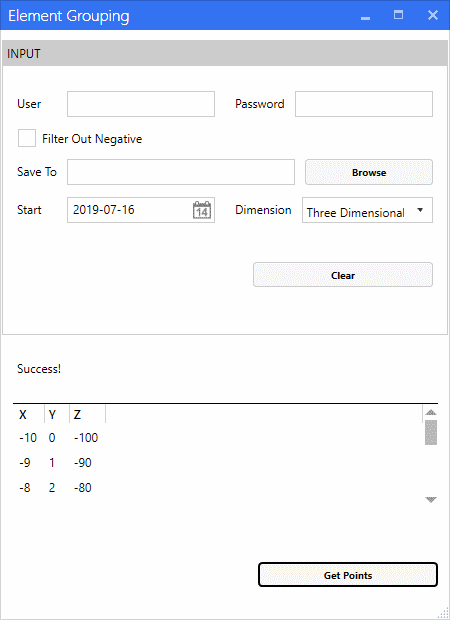 Element Grouping
INPUT
User Password
Filter Out Negative
Save To Browse
Start 2019-07-16 14 Dimension Three Dimensional
Clear
Success!
X Y Z
-10 0 -100
-9 1 -90
-8 2 -80
Get Points